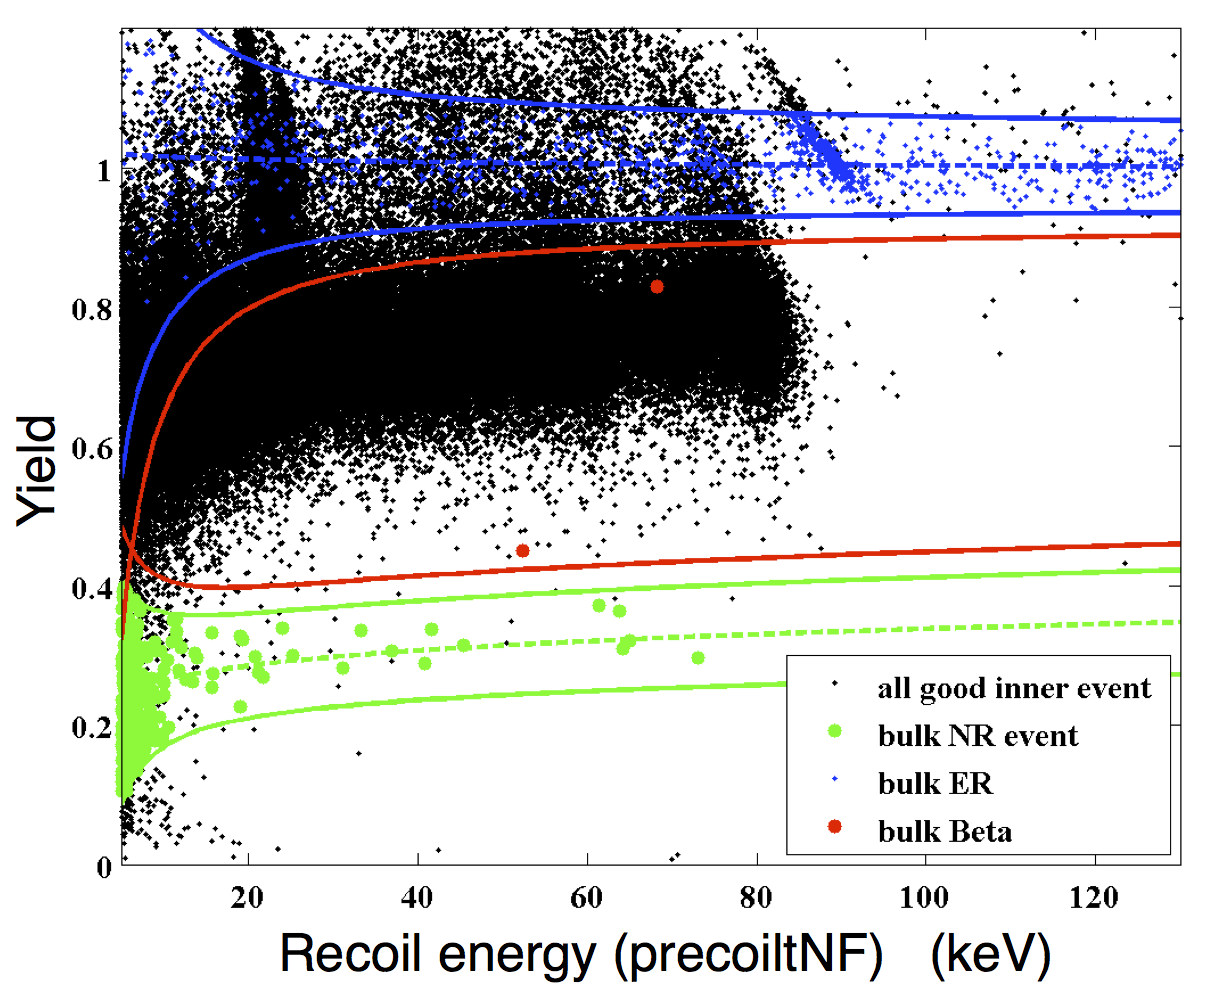 Yield
1
0.8
0.6
0.4
0.2
0
20 40 60 80 100 120
Recoil energy (precoiltNF) (keV)
all good inner event
bulk NR event
bulk ER
bulk Beta